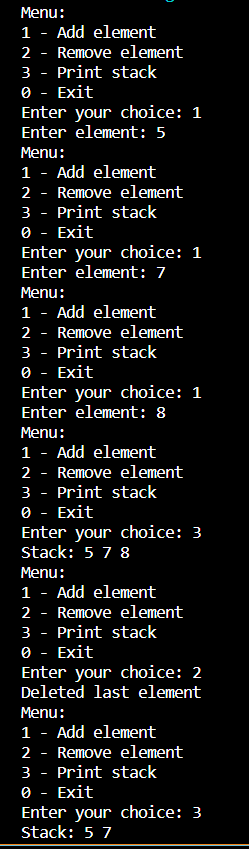 Menu:
1 - Add element
2 - Remove element
3 - Print stack
0 - Exit
Enter your choice: 1
Enter element: 5
Menu:
1 - Add element
2 - Remove element
3 - Print stack
0 - Exit
Enter your choice: 1
Enter element: 7
Menu:
1 - Add element
2 - Remove element
3 - Print stack
0 - Exit
Enter your choice: 1
Enter element: 8
Menu:
1 - Add element
2 - Remove element
3 - Print stack
0 - Exit
Enter your choice: 3
Stack: 5 7 8
Menu:
1 - Add element
2 - Remove element
3 - Print stack
0 - Exit
Enter your choice: 2
Deleted last element
Menu:
1 - Add element
2 - Remove element
3 - Print stack
0 - Exit
Enter your choice: 3
Stack: 5 7